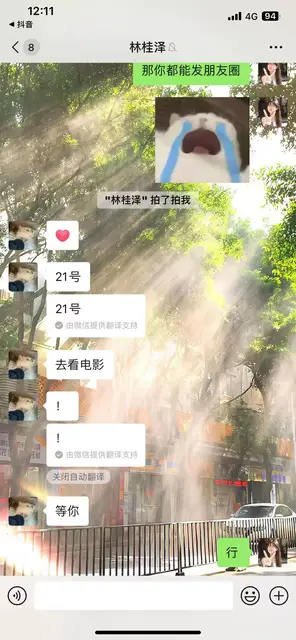 12:11
4G 94
抖音
8
林桂泽
那你都能发朋友圈
"林桂泽" 拍了拍我
21号
21号
由微信提供翻译支持
去看电影
！
！
由微信提供翻译支持
关闭自动翻译
等你
行